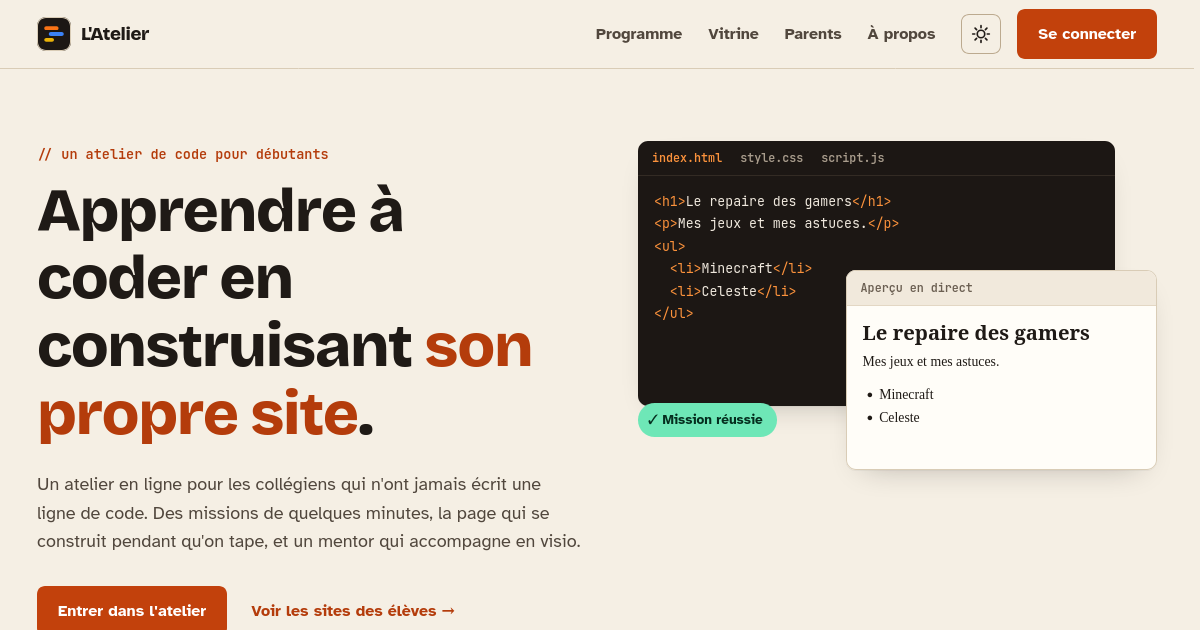 L'Atelier
Programme
Vitrine
Parents
À propos
Se connecter
// un atelier de code pour débutants
Apprendre à
coder en
construisant son
propre site.
Un atelier en ligne pour les collégiens qui n'ont jamais écrit une
ligne de code. Des missions de quelques minutes, la page qui se
construit pendant qu'on tape, et un mentor qui accompagne en visio.
Entrer dans l'atelier
Voir les sites des élèves →
index.html style.css script.js
<h1>Le repaire des gamers</h1>
<p>Mes jeux et mes astuces.</p>
<ul>
<li>Minecraft</li>
<li>Celeste</li>
</ul>
✓ Mission réussie
Aperçu en direct
Le repaire des gamers
Mes jeux et mes astuces.
• Minecraft
• Celeste